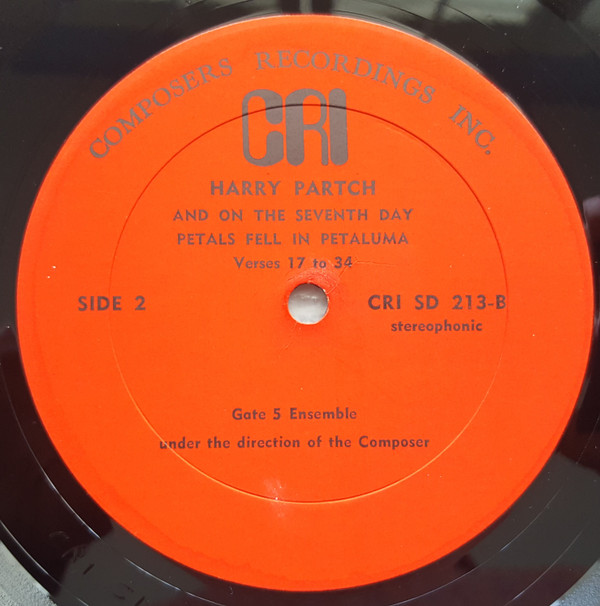 COMPOSERS RECORDINGS INC.
CRI
HARRY PARTCH
AND ON THE SEVENTH DAY
PETALS FELL IN PETALUMA
Verses 17 to 34
SIDE 2
CRI SD 213-B
stereophonic
Gate 5 Ensemble
under the direction of the Composer